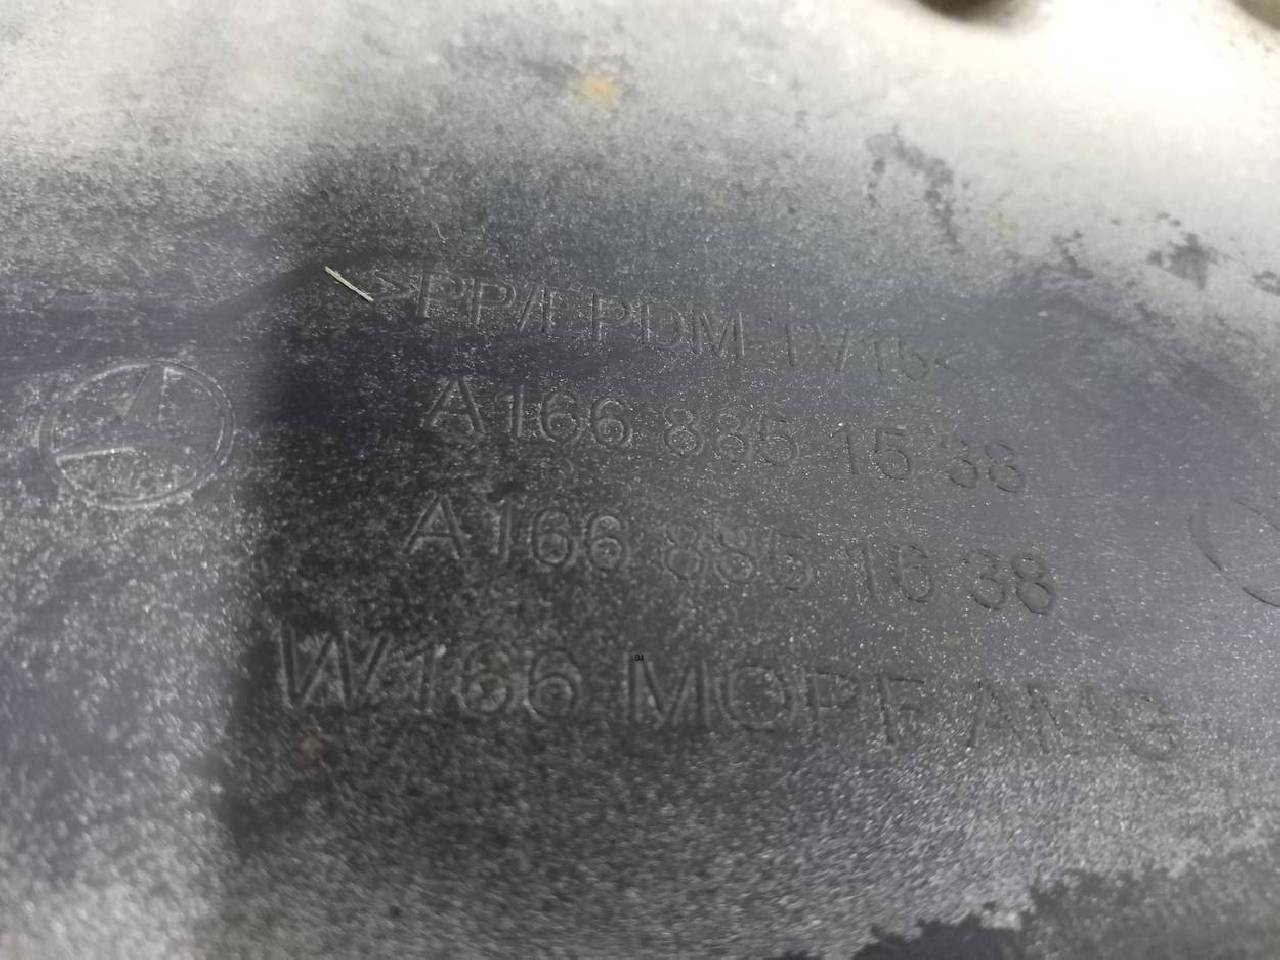 >PP/EPDM-TV15<
A166 885 15 38
A166 885 16 38
W166 MOPF AMG